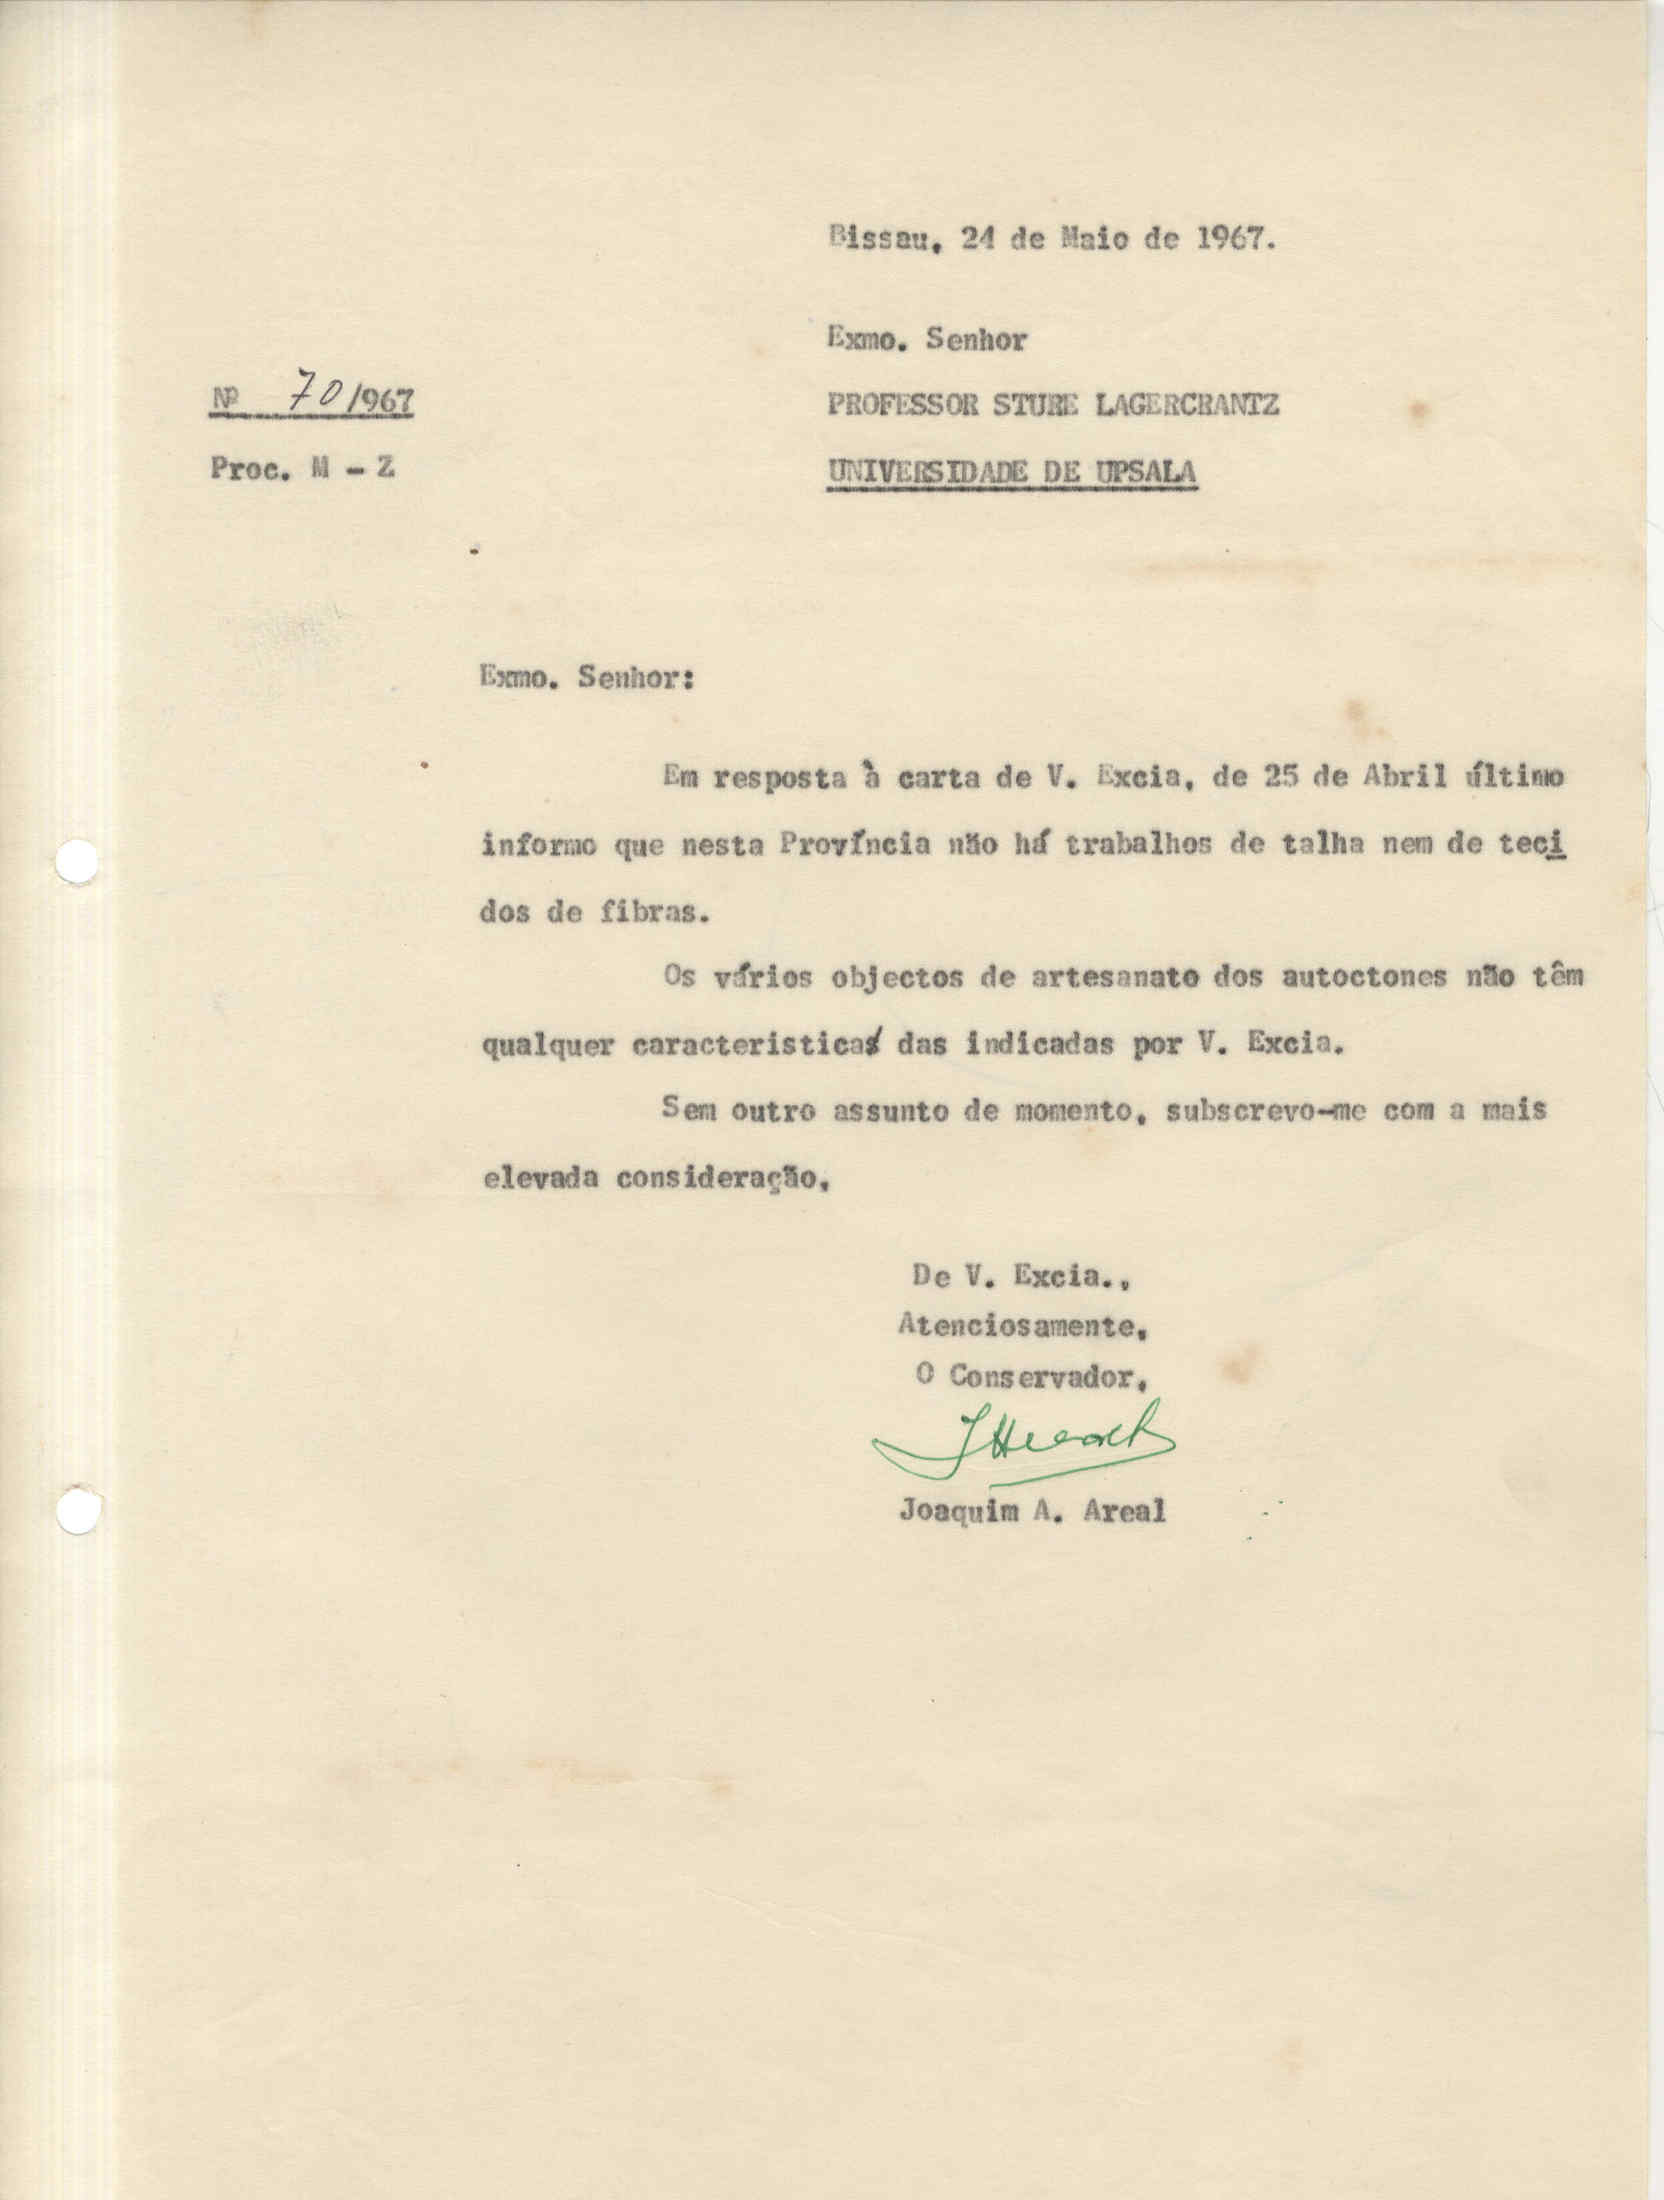 Bissau, 24 de Maio de 1967.
Exmo. Senhor
Nº 70/967
PROFESSOR STURE LAGERCRANTZ
Proc. M - Z
UNIVERSIDADE DE UPSALA
Exmo. Senhor:
Em resposta à carta de V. Excia, de 25 de Abril último
informo que nesta Província não há trabalhos de talha nem de teci
dos de fibras.
Os vários objectos de artesanato dos autoctones não têm
qualquer caracteristica das indicadas por V. Excia.
Sem outro assunto de momento, subscrevo-me com a mais
elevada consideração,
De V. Excia.,
Atenciosamente,
O Conservador,
Joaquim A. Areal